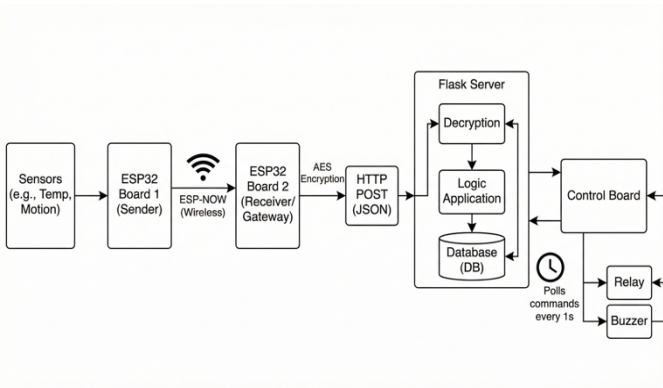 Flask Server
Decryption
Logic
Application
Database
(DB)
Sensors
(e.g., Temp,
Motion)
ESP32
Board 1
(Sender)
ESP-NOW
(Wireless)
ESP32
Board 2
(Receiver/
Gateway)
AES
Encryption
HTTP
POST
(JSON)
Control Board
Polls
commands
every 1s
Relay
Buzzer